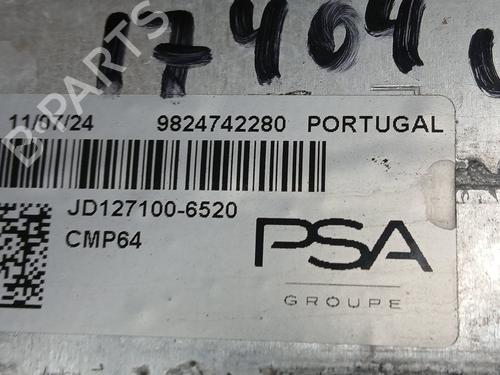 17404
11/07/24 9824742280 PORTUGAL
JD127100-6520
CMP64
PSA
GROUPE
B-PARTS